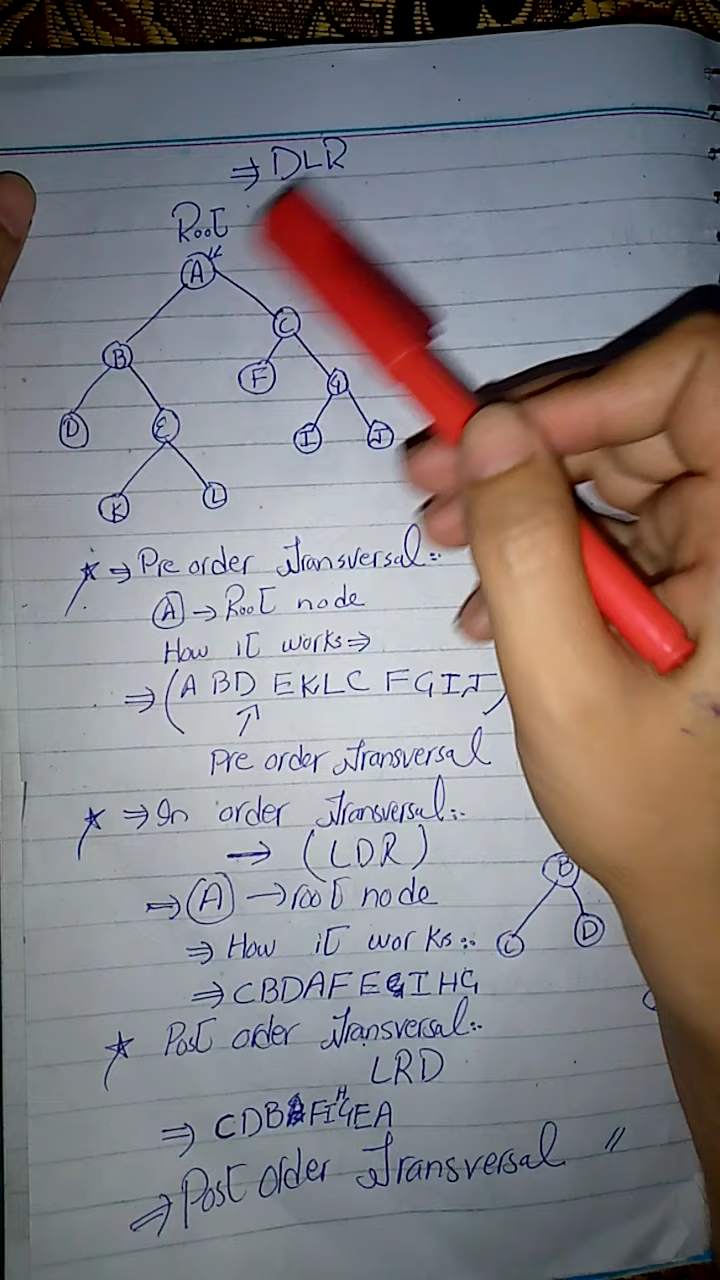 ⇒ DLR
Root
A
C
B
F
G
D
E
I
J
K
L
* ⇒ Pre order Transversal:-
(A) → Root node
How it works ⇒
⇒ (A BD EKLC FGIJ)
↑
Pre order Transversal
* ⇒ In order Transversal:-
→ (LDR)
⇒ (A) → root node
B
C
D
⇒ How it works:-
⇒ CBDAFEGIHG
* Post order Transversal:-
LRD
⇒ CDBFIHGEA
⇒ Post order Transversal "